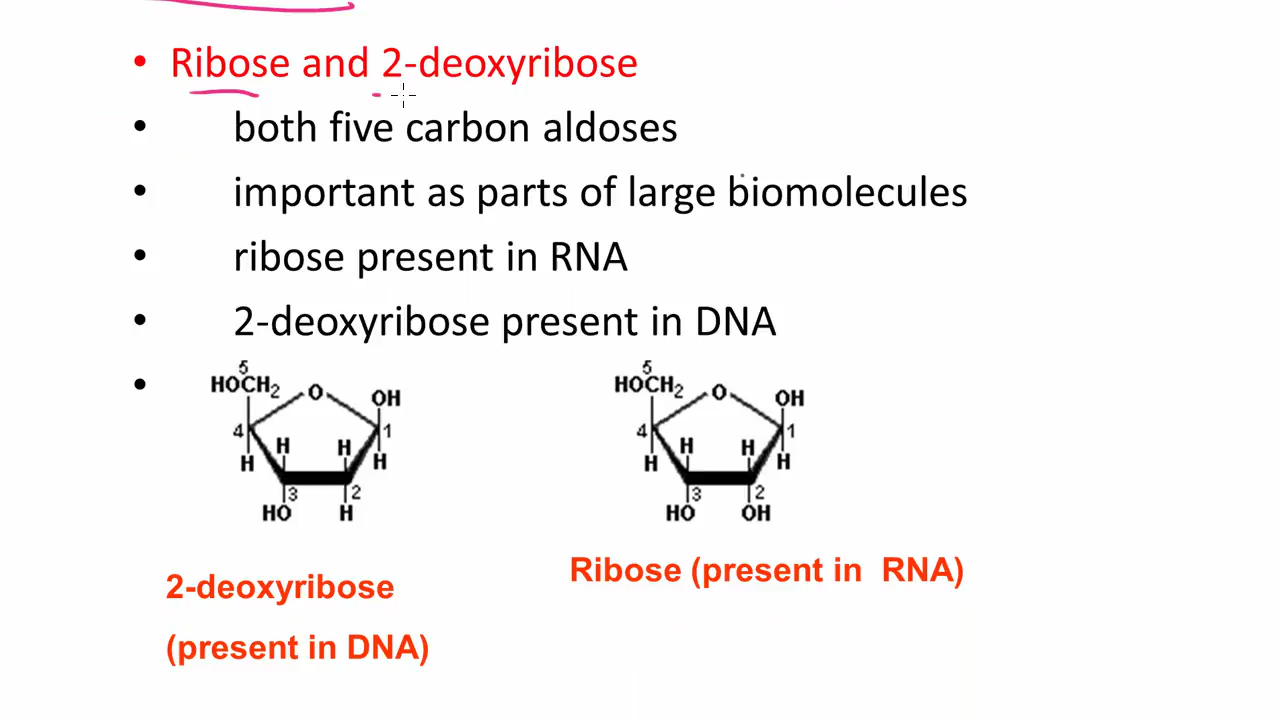 • Ribose and 2-deoxyribose
• both five carbon aldoses
• important as parts of large biomolecules
• ribose present in RNA
• 2-deoxyribose present in DNA
•
5
HOCH2 O OH
4 1
H H H H
3 2
HO H
5
HOCH2 O OH
4 1
H H H H
3 2
HO OH
2-deoxyribose
(present in DNA)
Ribose (present in RNA)